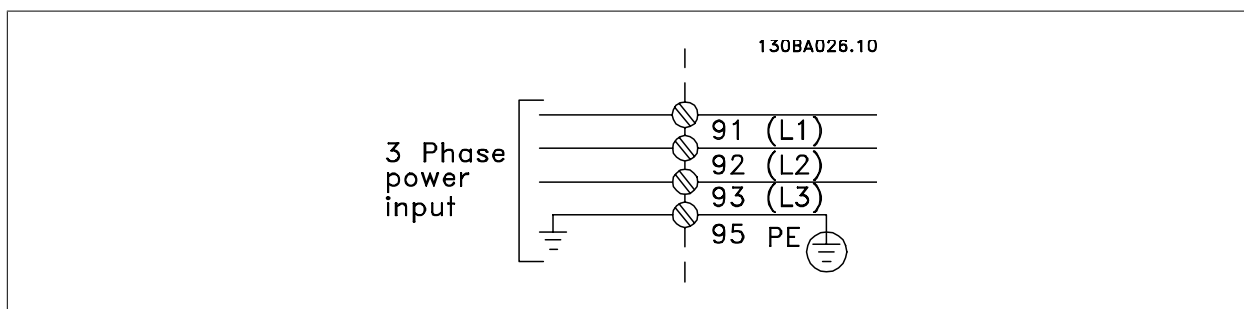 130BA026.10
3 Phase
power
input
91 (L1)
92 (L2)
93 (L3)
95 PE